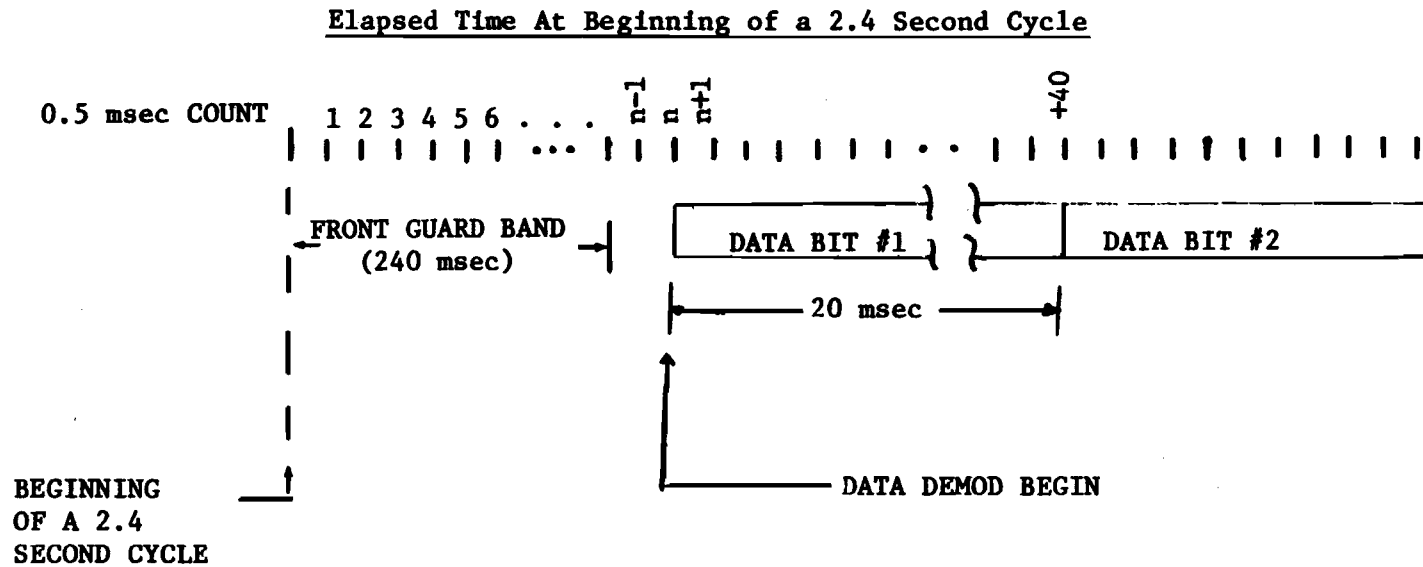 Elapsed Time At Beginning of a 2.4 Second Cycle
0.5 msec COUNT
1 2 3 4 5 6 . . .
n-1
n
n+1
+40
FRONT GUARD BAND
(240 msec)
DATA BIT #1
DATA BIT #2
20 msec
DATA DEMOD BEGIN
BEGINNING
OF A 2.4
SECOND CYCLE